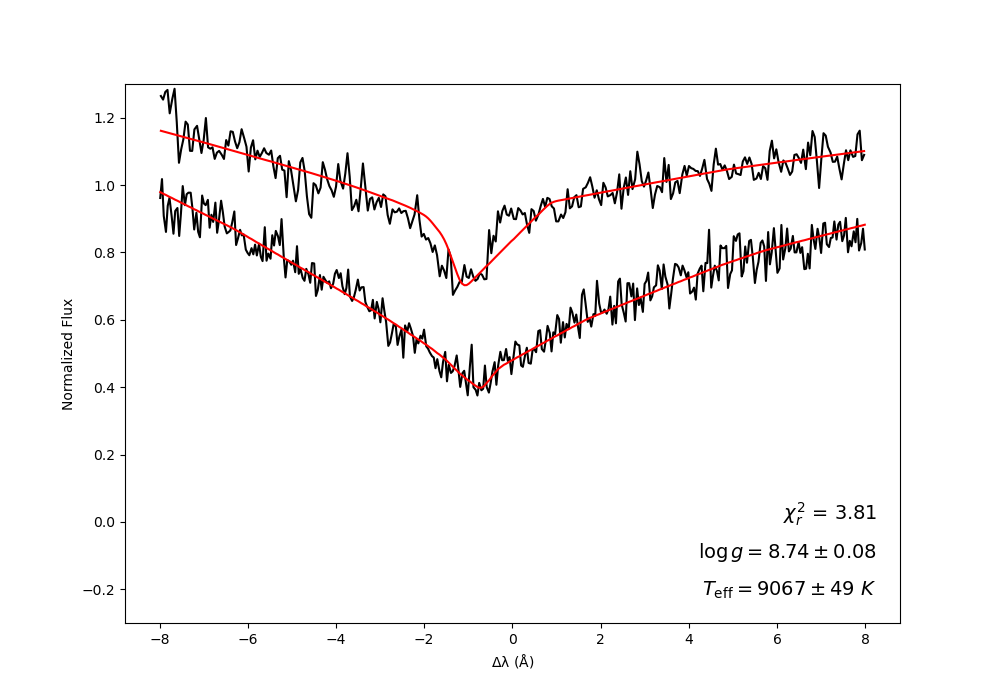 1.2
1.0
0.8
0.6
0.4
0.2
0.0
−0.2
Normalized Flux
χ²ᵣ = 3.81
log g = 8.74 ± 0.08
T_eff = 9067 ± 49 K
−8 −6 −4 −2 0 2 4 6 8
Δλ (Å)